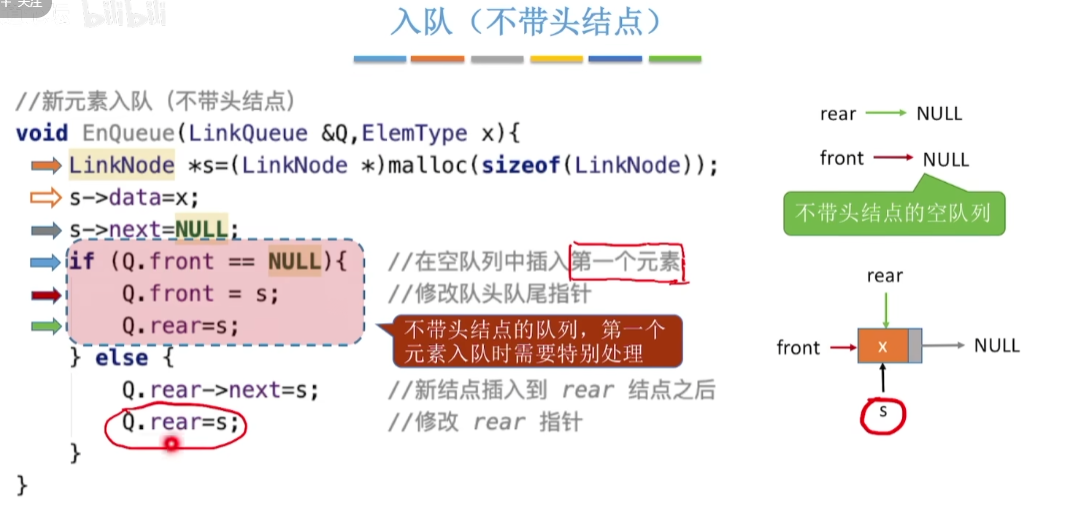 关注
bilibili
入队（不带头结点）
//新元素入队（不带头结点）
void EnQueue(LinkQueue &Q,ElemType x){
LinkNode *s=(LinkNode *)malloc(sizeof(LinkNode));
s->data=x;
s->next=NULL;
if (Q.front == NULL){ //在空队列中插入第一个元素
Q.front = s; //修改队头队尾指针
Q.rear=s;
不带头结点的队列，第一个
元素入队时需要特别处理
} else {
Q.rear->next=s; //新结点插入到 rear 结点之后
Q.rear=s; //修改 rear 指针
}
}
rear NULL
front NULL
不带头结点的空队列
rear
front x NULL
s